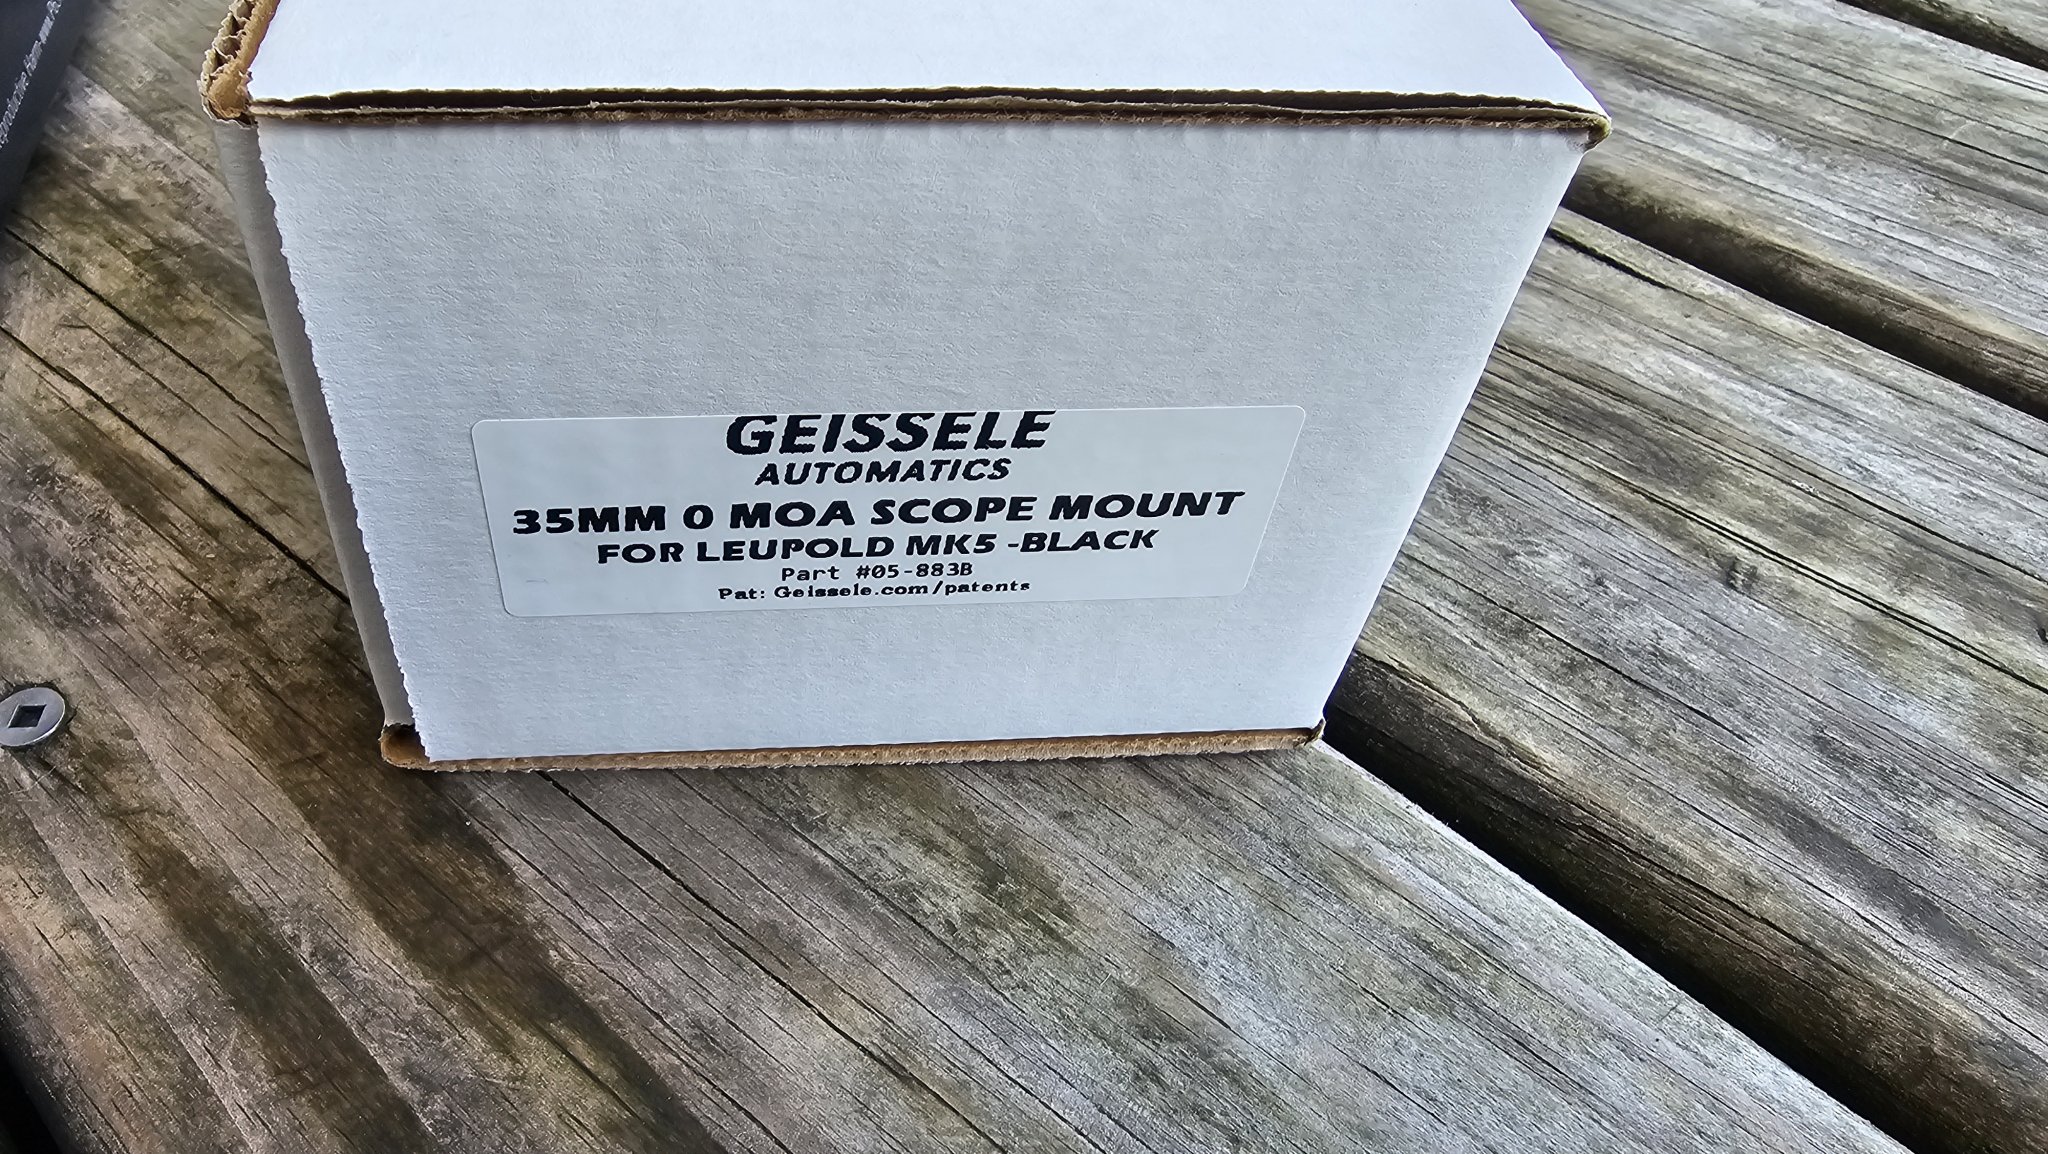 GEISSELE
AUTOMATICS
35MM 0 MOA SCOPE MOUNT
FOR LEUPOLD MK5 -BLACK
Part #05-883B
Pat: Geissele.com/patents